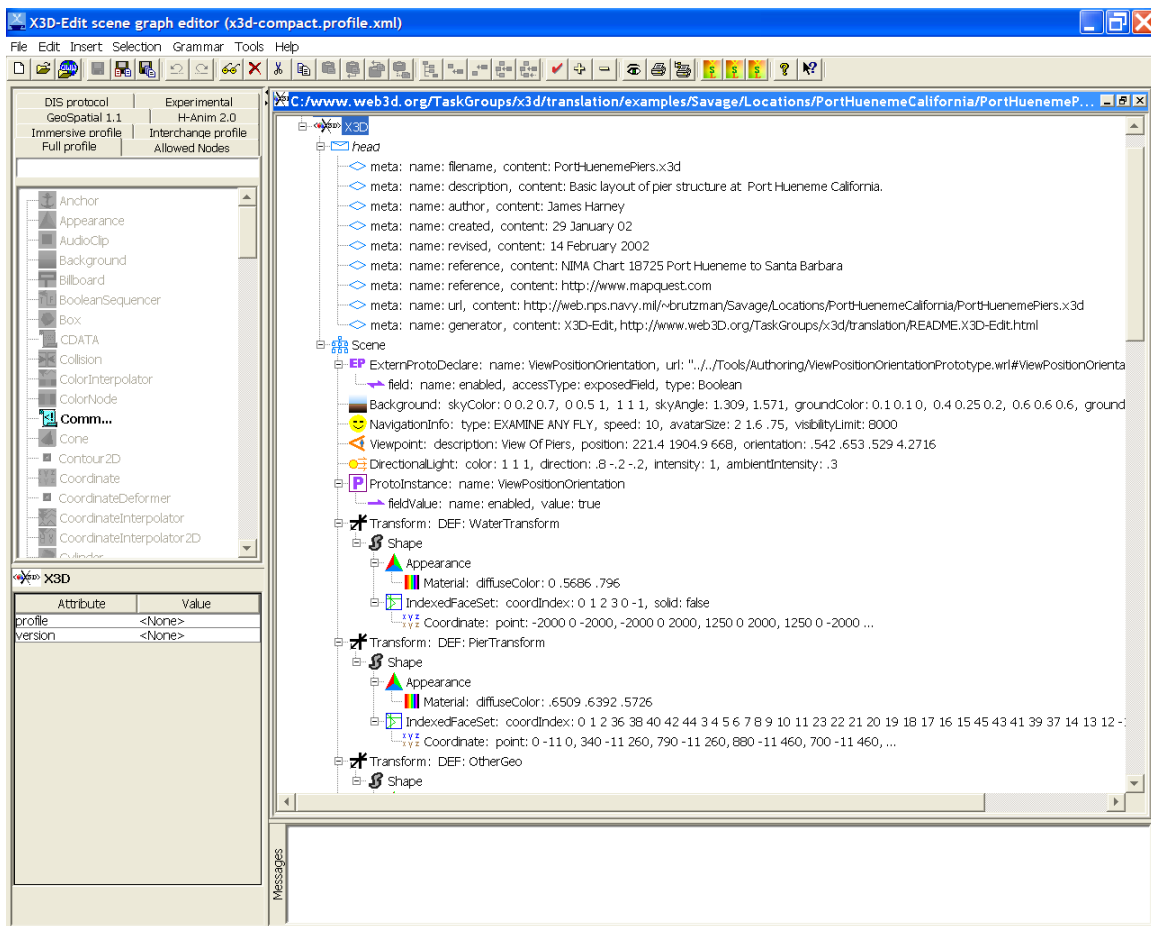 X3D-Edit scene graph editor (x3d-compact.profile.xml)
File Edit Insert Selection Grammar Tools Help
DIS protocol Experimental
GeoSpatial 1.1 H-Anim 2.0
Immersive profile Interchange profile
Full profile Allowed Nodes
Anchor
Appearance
AudioClip
Background
Billboard
BooleanSequencer
Box
CDATA
Collision
ColorInterpolator
ColorNode
Comm...
Cone
Contour2D
Coordinate
CoordinateDeformer
CoordinateInterpolator
CoordinateInterpolator2D
Cylinder
X3D
Attribute Value
profile <None>
version <None>
C:/www.web3d.org/TaskGroups/x3d/translation/examples/Savage/Locations/PortHuenemeCalifornia/PortHuenemeP...
X3D
head
meta: name: filename, content: PortHuenemePiers.x3d
meta: name: description, content: Basic layout of pier structure at Port Hueneme California.
meta: name: author, content: James Harney
meta: name: created, content: 29 January 02
meta: name: revised, content: 14 February 2002
meta: name: reference, content: NIMA Chart 18725 Port Hueneme to Santa Barbara
meta: name: reference, content: http://www.mapquest.com
meta: name: url, content: http://web.nps.navy.mil/~brutzman/Savage/Locations/PortHuenemeCalifornia/PortHuenemePiers.x3d
meta: name: generator, content: X3D-Edit, http://www.web3D.org/TaskGroups/x3d/translation/README.X3D-Edit.html
Scene
EP ExternProtoDeclare: name: ViewPositionOrientation, url: "../../Tools/Authoring/ViewPositionOrientationPrototype.wrl#ViewPositionOrienta
field: name: enabled, accessType: exposedField, type: Boolean
Background: skyColor: 0 0.2 0.7, 0 0.5 1, 1 1 1, skyAngle: 1.309, 1.571, groundColor: 0.1 0.1 0, 0.4 0.25 0.2, 0.6 0.6 0.6, ground
NavigationInfo: type: EXAMINE ANY FLY, speed: 10, avatarSize: 2 1.6 .75, visibilityLimit: 8000
Viewpoint: description: View Of Piers, position: 221.4 1904.9 668, orientation: .542 .653 .529 4.2716
DirectionalLight: color: 1 1 1, direction: .8 -.2 -.2, intensity: 1, ambientIntensity: .3
P ProtoInstance: name: ViewPositionOrientation
fieldValue: name: enabled, value: true
Transform: DEF: WaterTransform
Shape
Appearance
Material: diffuseColor: 0 .5686 .796
IndexedFaceSet: coordIndex: 0 1 2 3 0 -1, solid: false
Coordinate: point: -2000 0 -2000, -2000 0 2000, 1250 0 2000, 1250 0 -2000 ...
Transform: DEF: PierTransform
Shape
Appearance
Material: diffuseColor: .6509 .6392 .5726
IndexedFaceSet: coordIndex: 0 1 2 36 38 40 42 44 3 4 5 6 7 8 9 10 11 23 22 21 20 19 18 17 16 15 45 43 41 39 37 14 13 12 -
Coordinate: point: 0 -11 0, 340 -11 260, 790 -11 260, 880 -11 460, 700 -11 460, ...
Transform: DEF: OtherGeo
Shape
Messages